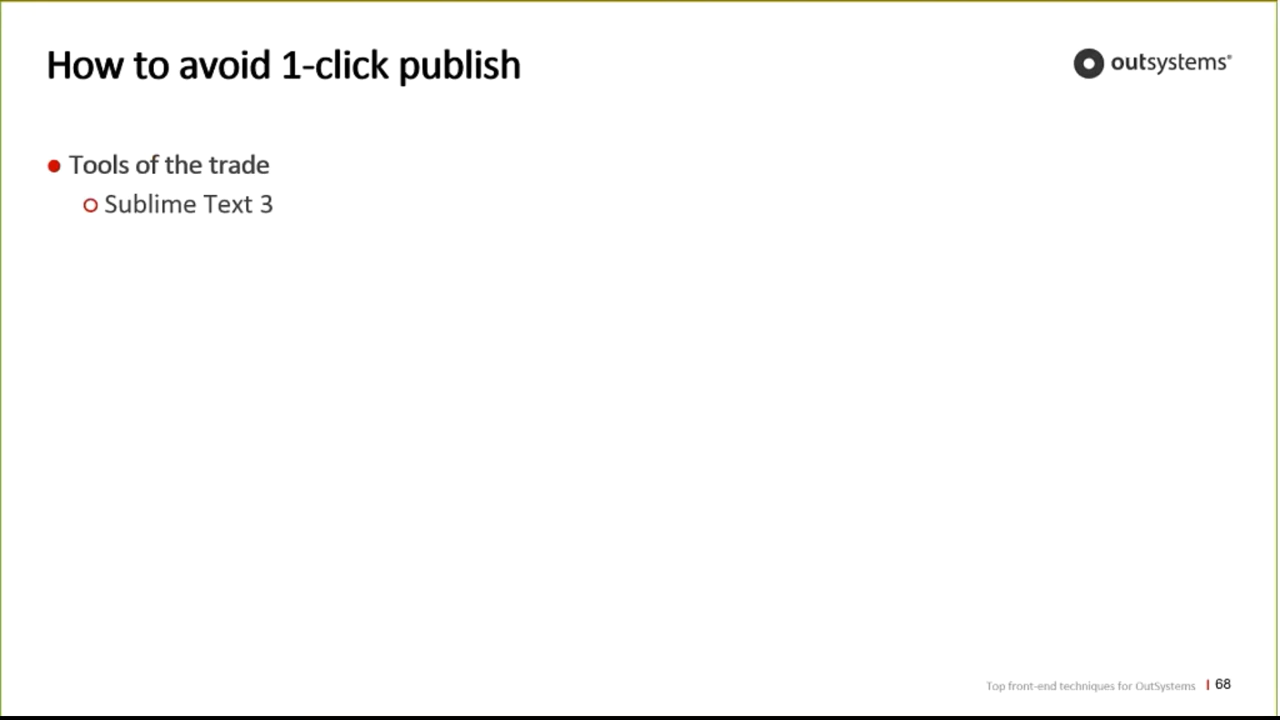 How to avoid 1-click publish
outsystems®
Tools of the trade
Sublime Text 3
Top front-end techniques for OutSystems | 68